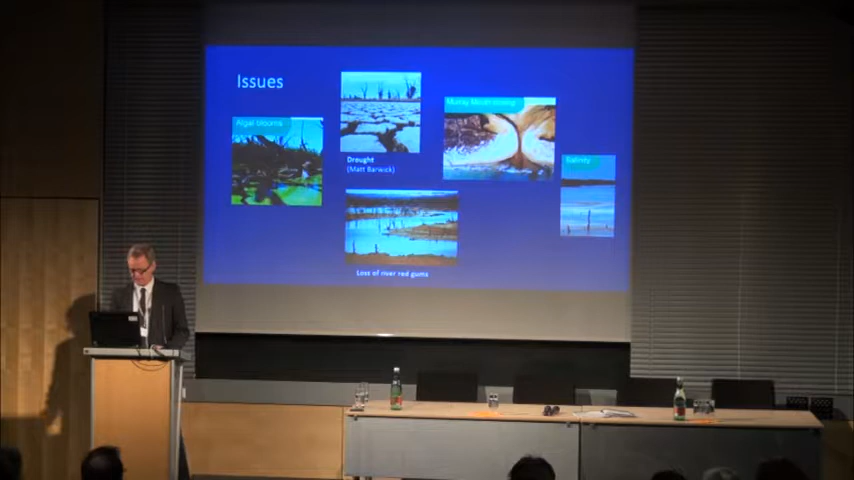 Issues
Algal blooms
Drought
(Matt Barwick)
Murray Mouth closing
Salinity
Loss of river red gums